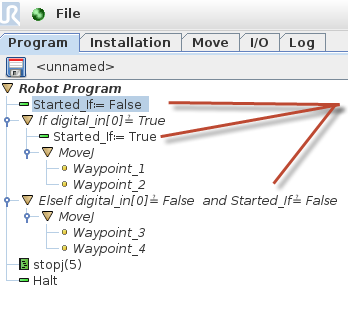 UR File
Program Installation Move I/O Log
<unnamed>
Robot Program
Started_If≔ False
If digital_in[0]≟ True
Started_If≔ True
MoveJ
Waypoint_1
Waypoint_2
ElseIf digital_in[0]≟ False and Started_If≟ False
MoveJ
Waypoint_3
Waypoint_4
stopj(5)
Halt